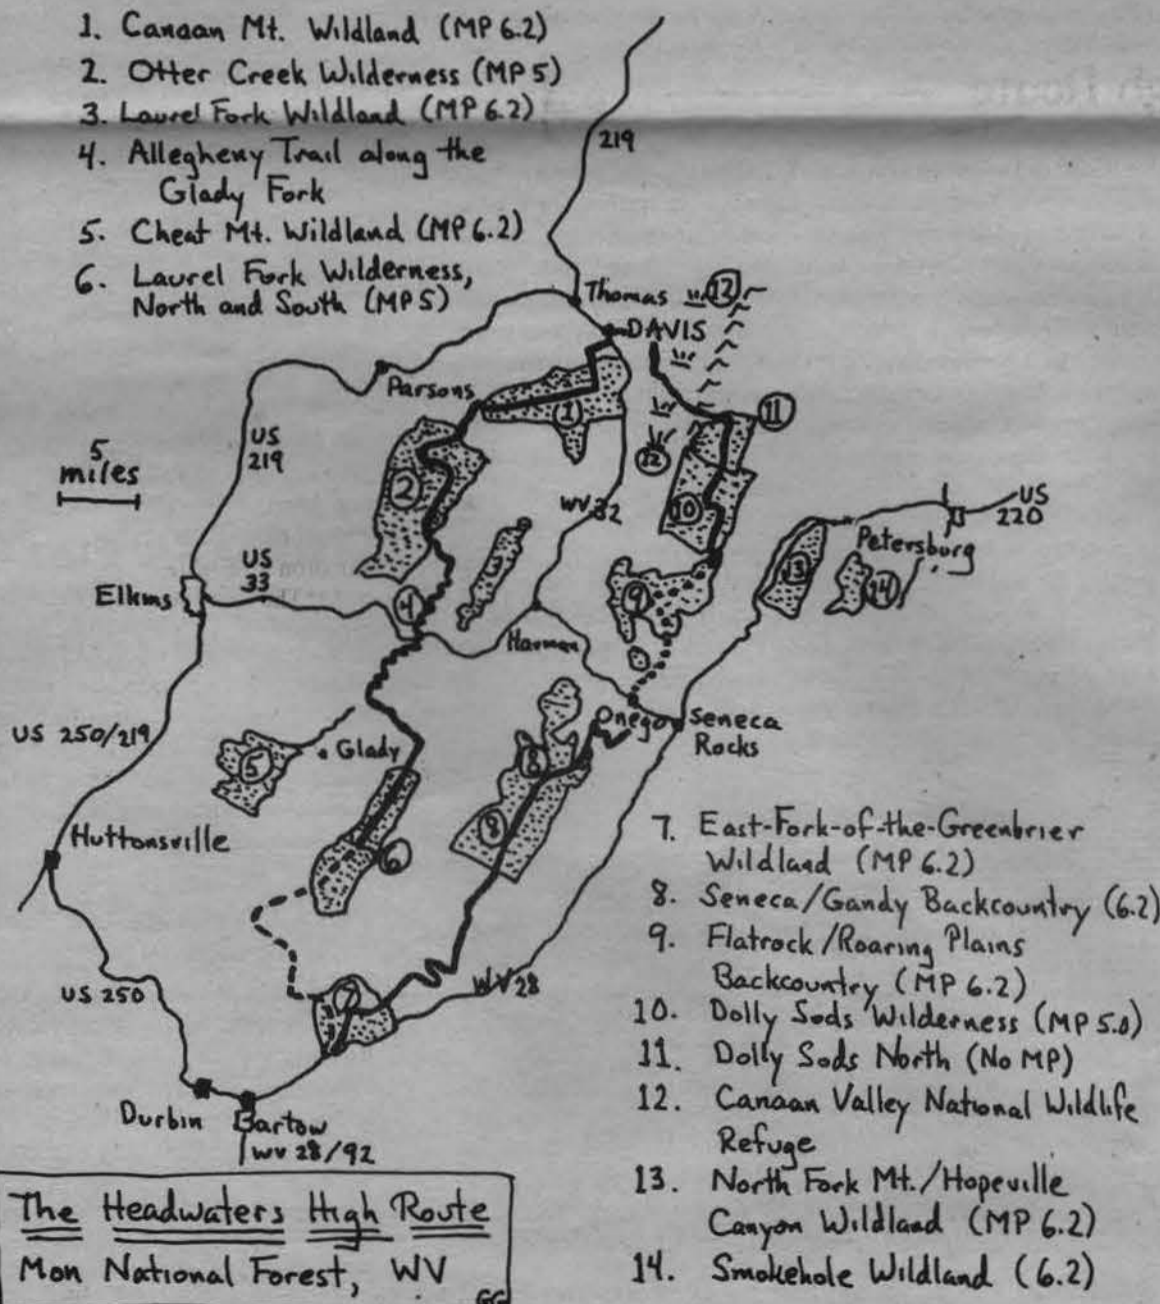 1. Canaan Mt. Wildland (MP 6.2)
2. Otter Creek Wilderness (MP 5)
3. Laurel Fork Wildland (MP 6.2)
4. Allegheny Trail along the
Glady Fork
5. Cheat Mt. Wildland (MP 6.2)
6. Laurel Fork Wilderness,
North and South (MP 5)
219
Thomas
12
DAVIS
Parsons
1
11
5
miles
US
219
2
12
10
WV 32
US
220
Petersburg
3
13
14
US
33
Elkins
4
9
Harman
Onego
Seneca
Rocks
US 250/219
Glady
5
8
8
Huttonsville
6
7. East-Fork-of-the-Greenbrier
Wildland (MP 6.2)
8. Seneca/Gandy Backcountry (6.2)
9. Flatrock/Roaring Plains
Backcountry (MP 6.2)
10. Dolly Sods Wilderness (MP 5.0)
11. Dolly Sods North (No MP)
12. Canaan Valley National Wildlife
Refuge
13. North Fork Mt./Hopeville
Canyon Wildland (MP 6.2)
14. Smokehole Wildland (6.2)
US 250
7
WV 28
Durbin
Bartow
WV 28/92
The Headwaters High Route
Mon National Forest, WV
GG